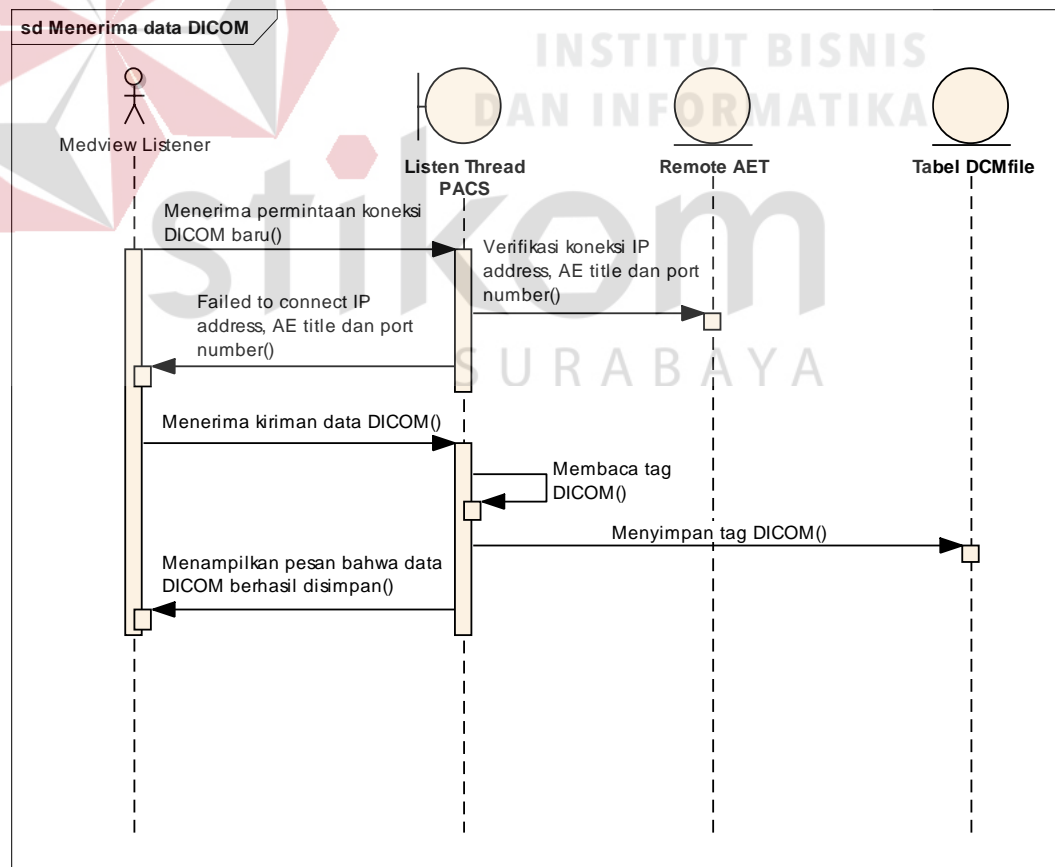 sd Menerima data DICOM
INSTITUT BISNIS
DAN INFORMATIKA
stikom
SURABAYA
Medview Listener
Listen Thread
PACS
Remote AET
Tabel DCMfile
Menerima permintaan koneksi
DICOM baru()
Verifikasi koneksi IP
address, AE title dan port
number()
Failed to connect IP
address, AE title dan port
number()
Menerima kiriman data DICOM()
Membaca tag
DICOM()
Menyimpan tag DICOM()
Menampilkan pesan bahwa data
DICOM berhasil disimpan()